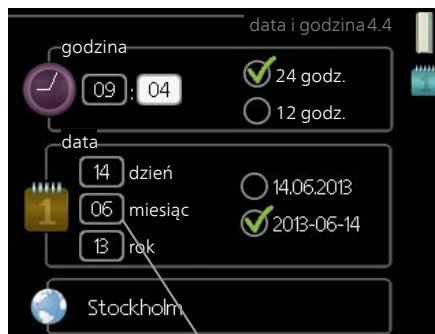 data i godzina 4.4
godzina
09 : 04
24 godz.
12 godz.
data
14 dzień
06 miesiąc
13 rok
14.06.2013
2013-06-14
1
Stockholm